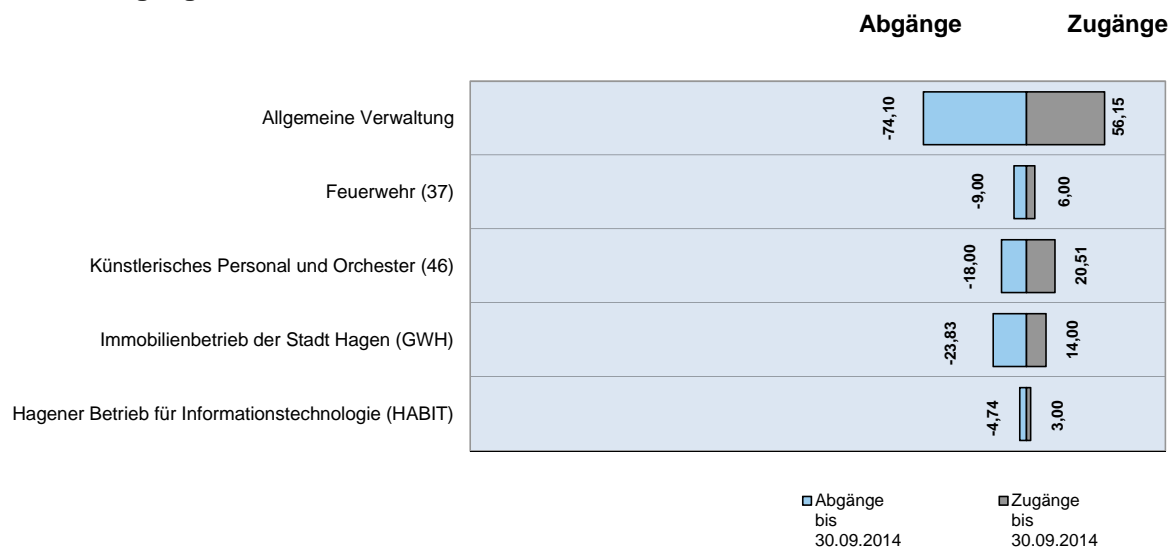 Abgänge Zugänge
Allgemeine Verwaltung
-74,10
56,15
Feuerwehr (37)
-9,00
6,00
Künstlerisches Personal und Orchester (46)
-18,00
20,51
Immobilienbetrieb der Stadt Hagen (GWH)
-23,83
14,00
Hagener Betrieb für Informationstechnologie (HABIT)
-4,74
3,00
Abgänge
bis
30.09.2014
Zugänge
bis
30.09.2014